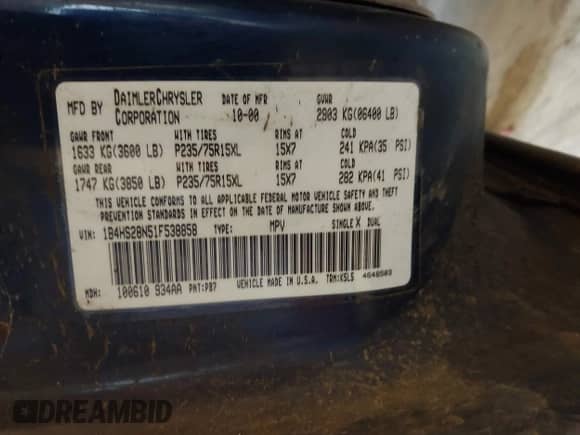 MFD BY DAIMLERCHRYSLER CORPORATION DATE OF MFR 10-00 GVWR 2903 KG(06400 LB)
GAWR FRONT WITH TIRES RIMS AT COLD
1633 KG(3600 LB) P235/75R15XL 15X7 241 KPA(35 PSI)
GAWR REAR WITH TIRES RIMS AT COLD
1747 KG(3850 LB) P235/75R15XL 15X7 282 KPA(41 PSI)
THIS VEHICLE CONFORMS TO ALL APPLICABLE FEDERAL MOTOR VEHICLE SAFETY AND THEFT
PREVENTION STANDARDS IN EFFECT ON THE DATE OF MANUFACTURE SHOWN ABOVE.
VIN: 1B4HS28N51F538858 TYPE: MPV SINGLE X DUAL
MDH: 100610 934AA PNT:PB7 VEHICLE MADE IN U.S.A. TRM:K5L5 4648503
DREAMBID